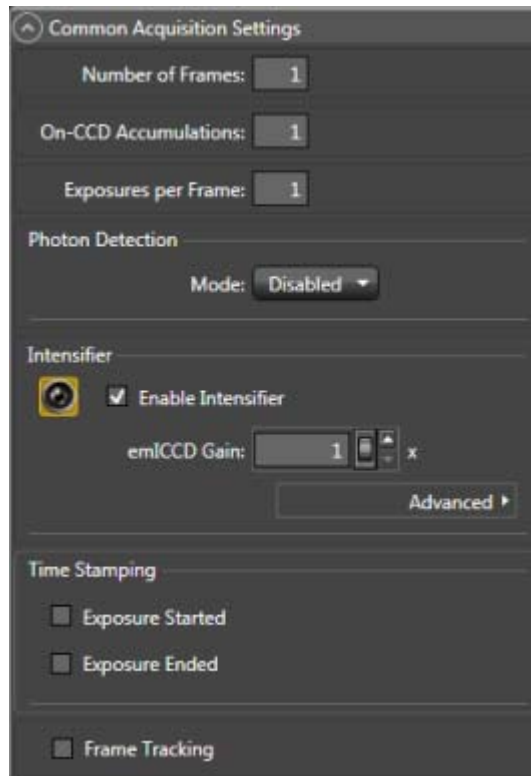 Common Acquisition Settings
Number of Frames: 1
On-CCD Accumulations: 1
Exposures per Frame: 1
Photon Detection
Mode: Disabled
Intensifier
Enable Intensifier
emICCD Gain: 1 x
Advanced
Time Stamping
Exposure Started
Exposure Ended
Frame Tracking